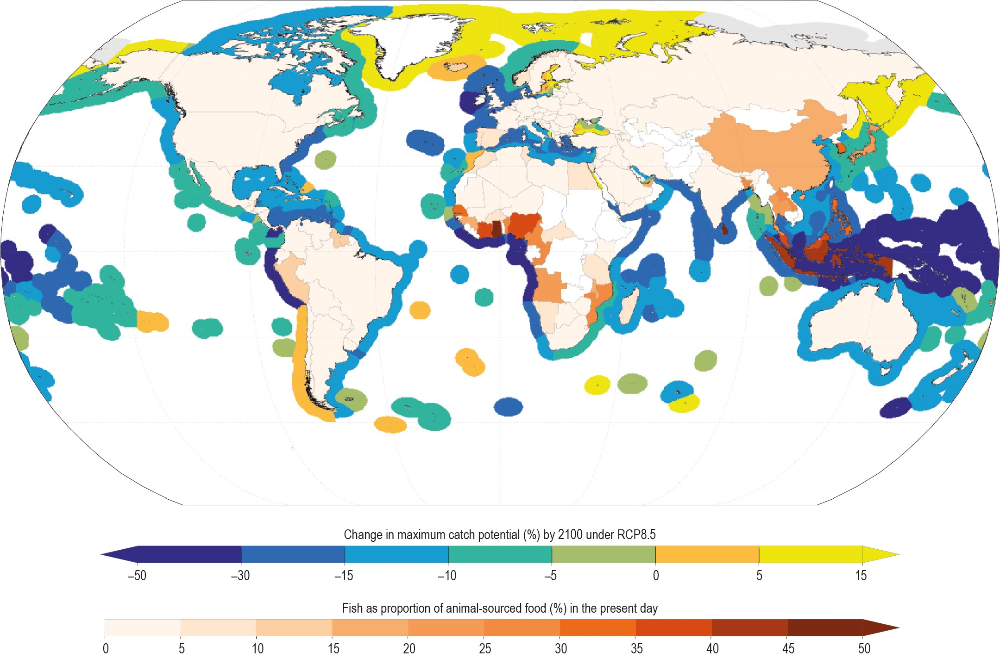 Change in maximum catch potential (%) by 2100 under RCP8.5
–50 –30 –15 –10 –5 0 5 15
Fish as proportion of animal-sourced food (%) in the present day
0 5 10 15 20 25 30 35 40 45 50